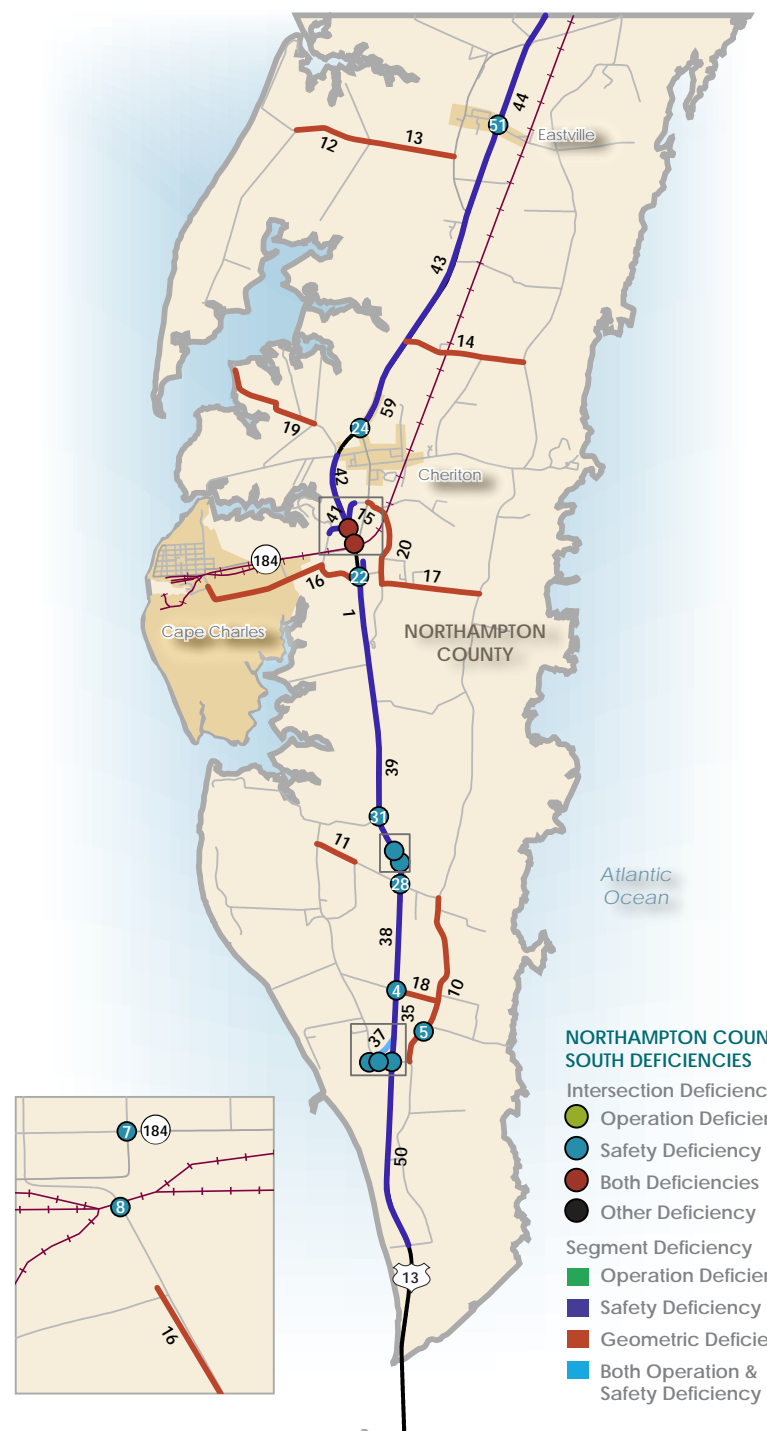 44
51
Eastville
12
13
43
14
59
24
19
42
Cheriton
41
15
20
184
22
16
17
1
Cape Charles
NORTHAMPTON
COUNTY
39
31
11
28
Atlantic
Ocean
38
4
18
10
35
5
37
50
13
7
184
8
16
NORTHAMPTON COUN
SOUTH DEFICIENCIES
Intersection Deficienc
Operation Deficien
Safety Deficiency
Both Deficiencies
Other Deficiency
Segment Deficiency
Operation Deficien
Safety Deficiency
Geometric Deficie
Both Operation &
Safety Deficiency